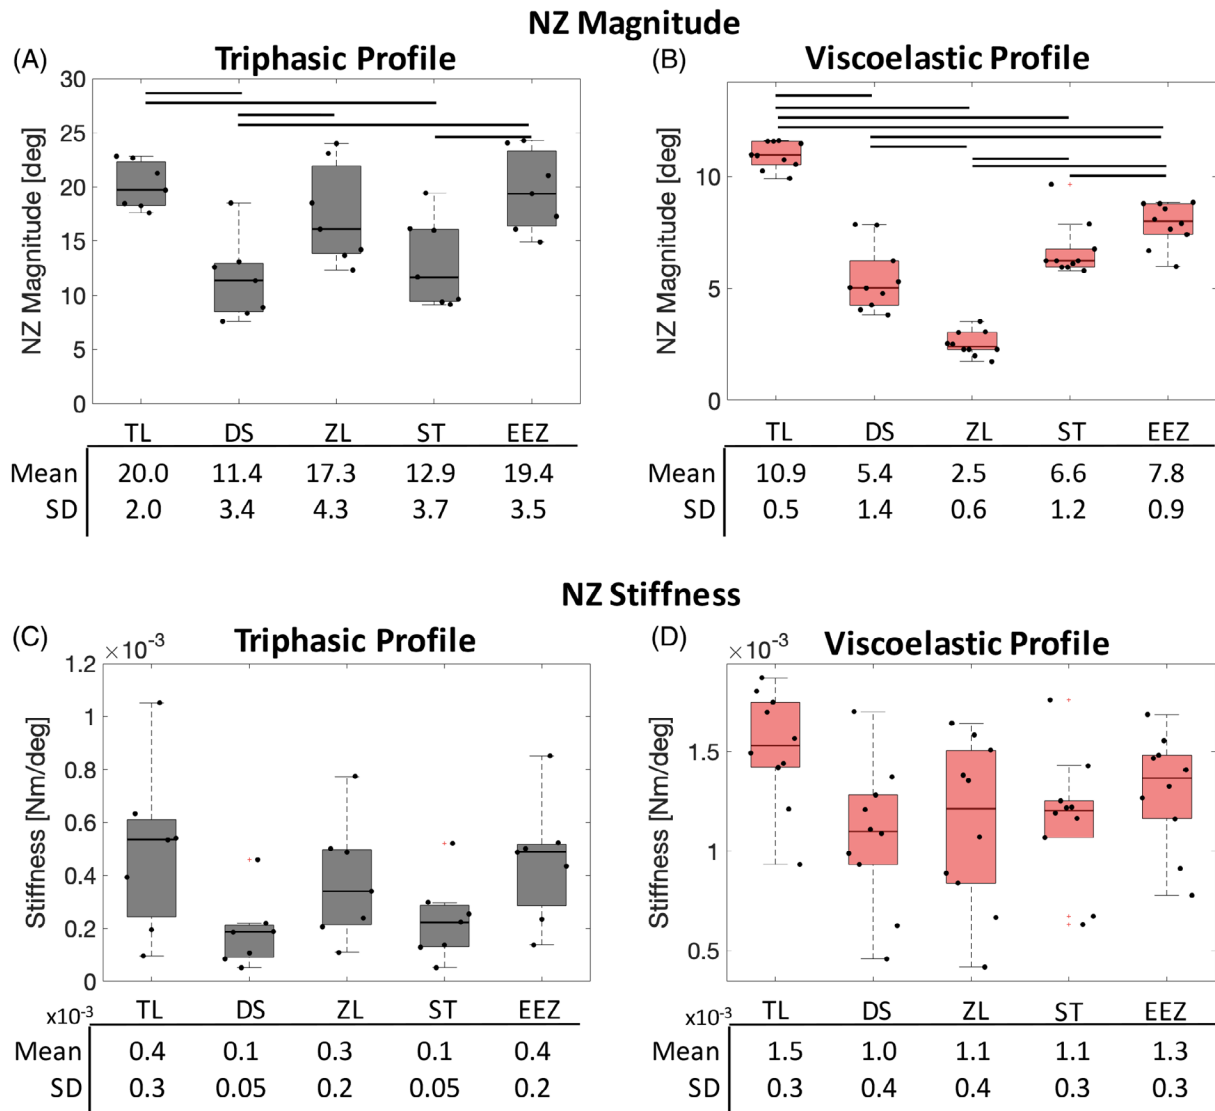 NZ Magnitude
(A) Triphasic Profile
NZ Magnitude [deg]
30
25
20
15
10
5
0
TL DS ZL ST EEZ
Mean 20.0 11.4 17.3 12.9 19.4
SD 2.0 3.4 4.3 3.7 3.5
(B) Viscoelastic Profile
NZ Magnitude [deg]
10
5
0
TL DS ZL ST EEZ
Mean 10.9 5.4 2.5 6.6 7.8
SD 0.5 1.4 0.6 1.2 0.9
NZ Stiffness
(C) Triphasic Profile
×10⁻³
Stiffness [Nm/deg]
1.2
1
0.8
0.6
0.4
0.2
0
x10⁻³ TL DS ZL ST EEZ
Mean 0.4 0.1 0.3 0.1 0.4
SD 0.3 0.05 0.2 0.05 0.2
(D) Viscoelastic Profile
×10⁻³
Stiffness [Nm/deg]
1.5
1
0.5
x10⁻³ TL DS ZL ST EEZ
Mean 1.5 1.0 1.1 1.1 1.3
SD 0.3 0.4 0.4 0.3 0.3